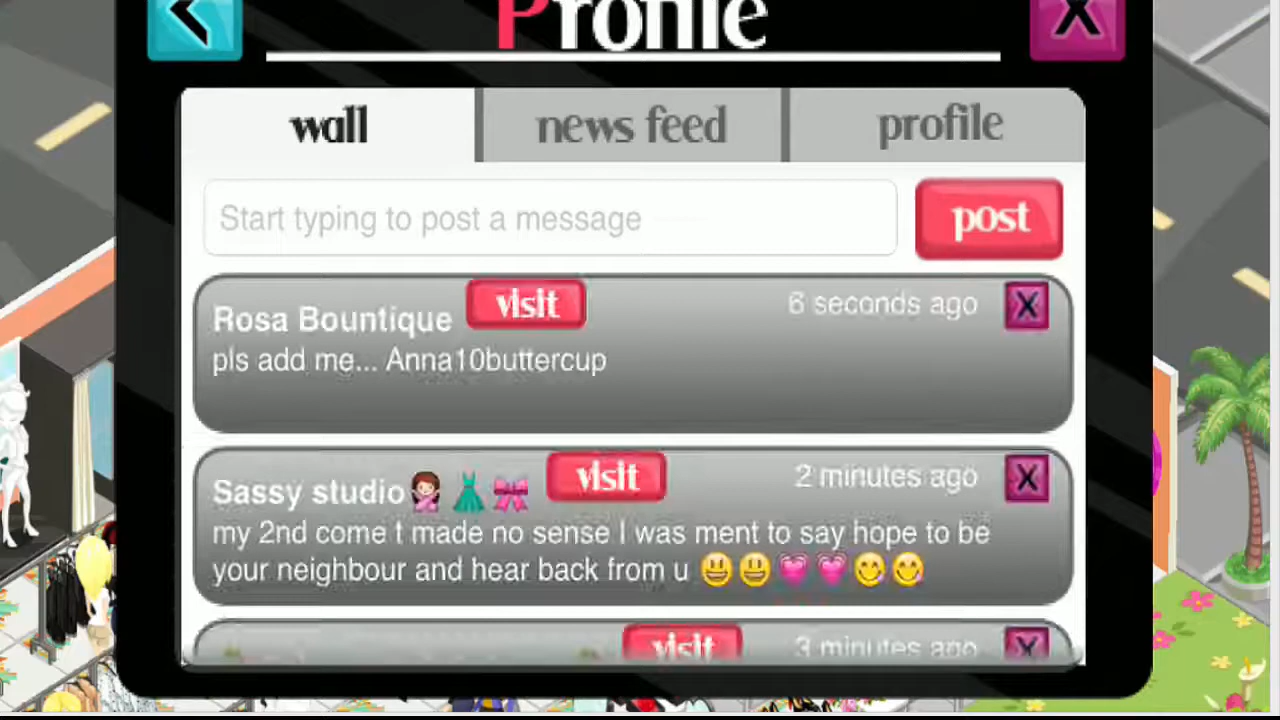 Profile
wall
news feed
profile
Start typing to post a message
post
Rosa Bountique
visit
6 seconds ago
X
pls add me... Anna10buttercup
Sassy studio👧 👗 🎀
visit
2 minutes ago
X
my 2nd come t made no sense I was ment to say hope to be
your neighbour and hear back from u 😃 😃 💗 💗 😋 😋
visit
3 minutes ago
X